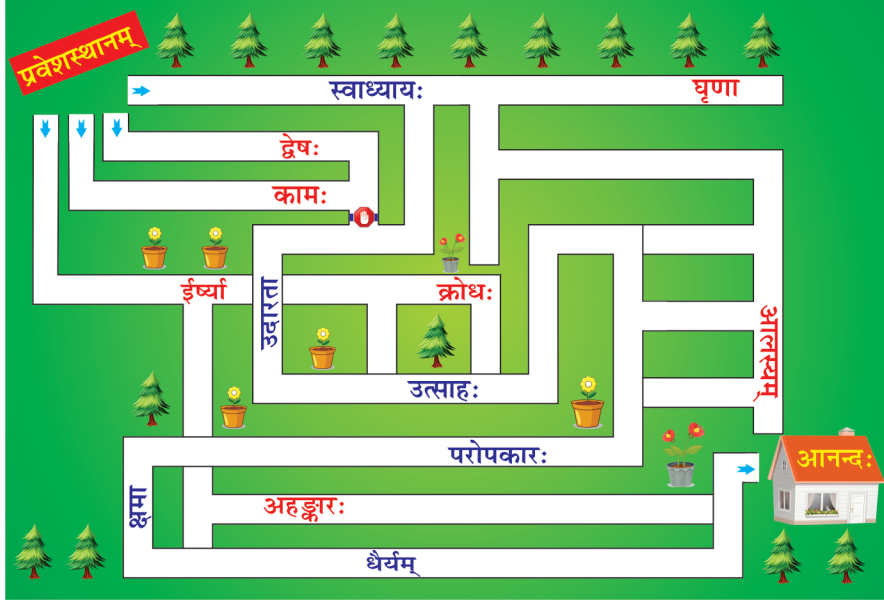 प्रवेशस्थानम्
स्वाध्यायः
घृणा
द्वेषः
कामः
ईर्ष्या
उदारता
क्रोधः
आलस्यम्
उत्साहः
परोपकारः
आनन्दः
क्षमा
अहङ्कारः
धैर्यम्